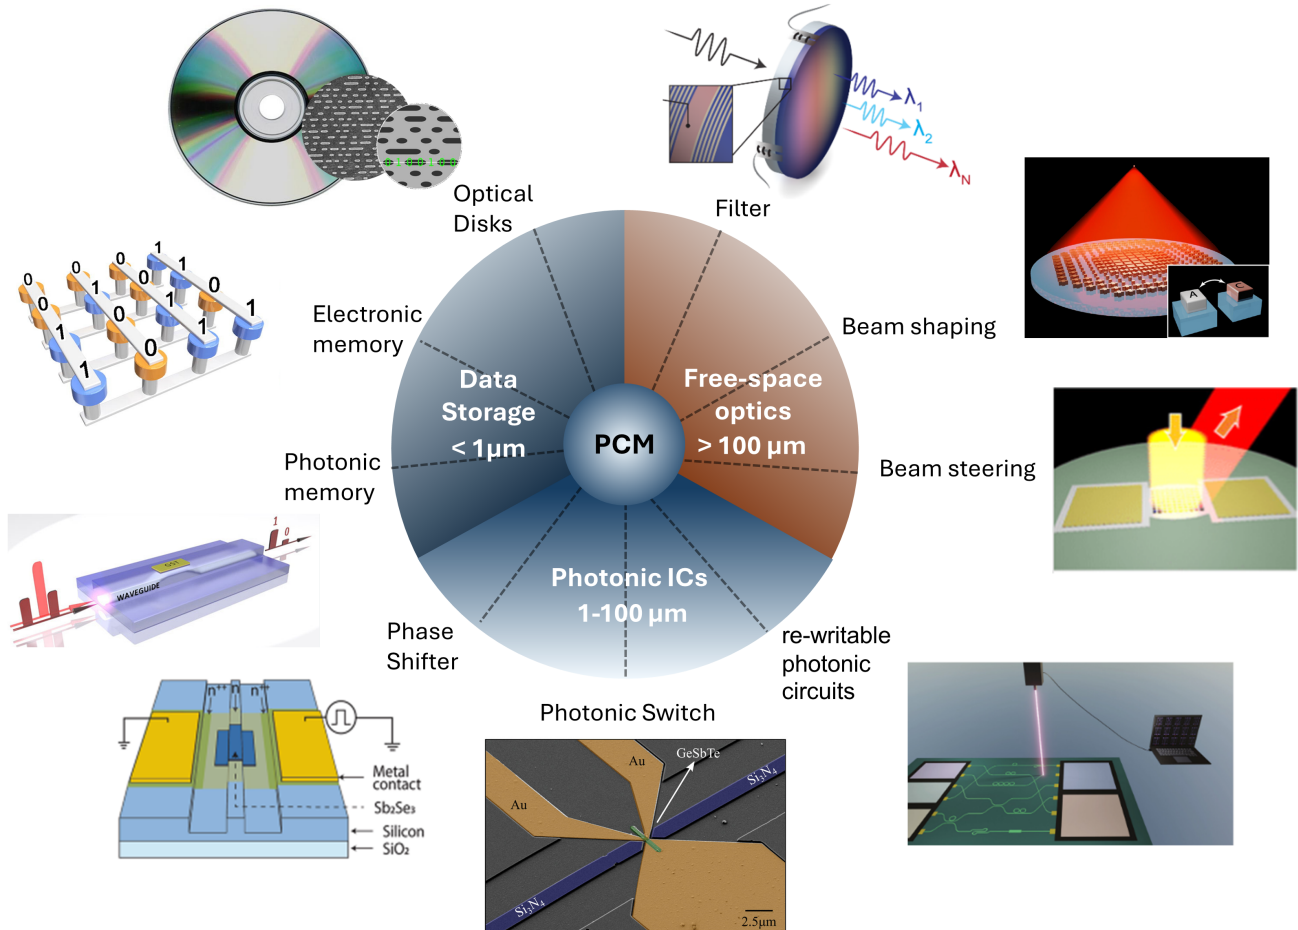 λ₁
λ₂
λN
Optical
Disks
Filter
0
0
0
1
0
1
0
1
1
0
1
0
1
1
0
1
A
C
Electronic
memory
Beam shaping
Data
Storage
< 1μm
Free-space
optics
> 100 μm
PCM
Photonic
memory
Beam steering
1
0
GST
WAVEGUIDE
Photonic ICs
1-100 μm
Phase
Shifter
re-writable
photonic
circuits
n⁺⁺
n
n⁺⁺
Metal
contact
Sb₂Se₃
Silicon
SiO₂
Photonic Switch
GeSbTe
Au
Au
Si₃N₄
Si₃N₄
2.5μm